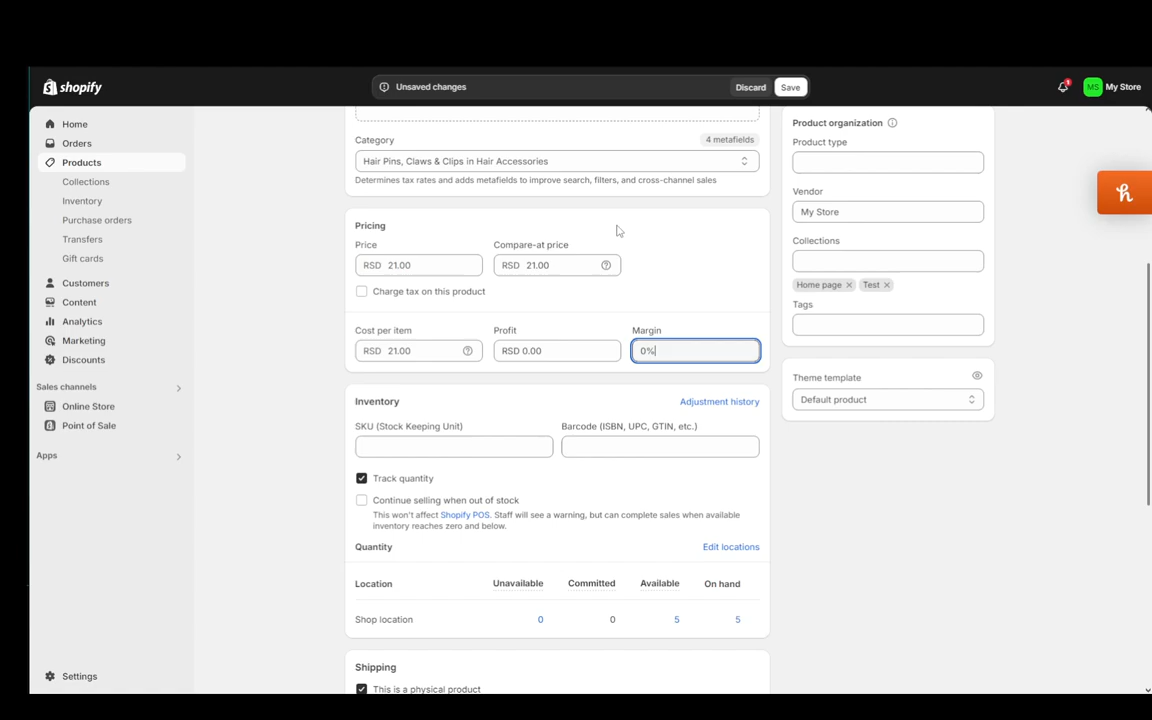 shopify
Unsaved changes
Discard
Save
1
MS
My Store
Home
Orders
Products
Collections
Inventory
Purchase orders
Transfers
Gift cards
Customers
Content
Analytics
Marketing
Discounts
Sales channels
Online Store
Point of Sale
Apps
Settings
Category
4 metafields
Hair Pins, Claws & Clips in Hair Accessories
Determines tax rates and adds metafields to improve search, filters, and cross-channel sales
Pricing
Price
Compare-at price
RSD 21.00
RSD 21.00
Charge tax on this product
Cost per item
Profit
Margin
RSD 21.00
RSD 0.00
0%
Inventory
Adjustment history
SKU (Stock Keeping Unit)
Barcode (ISBN, UPC, GTIN, etc.)
Track quantity
Continue selling when out of stock
This won't affect Shopify POS. Staff will see a warning, but can complete sales when available
inventory reaches zero and below.
Quantity
Edit locations
Location
Unavailable
Committed
Available
On hand
Shop location
0
0
5
5
Shipping
This is a physical product
Product organization
Product type
Vendor
My Store
Collections
Home page
Test
Tags
Theme template
Default product
h